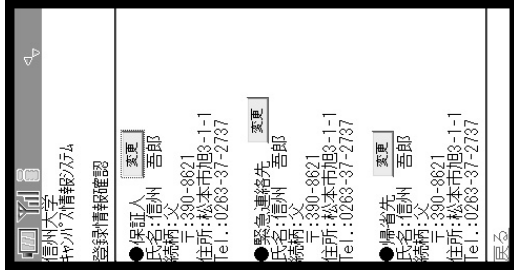 信州大学
キャンパス情報システム
登録情報確認
●保証人 変更
氏名:信州 吾郎
続柄:父
〒:390-8621
住所:松本市旭3-1-1
Tel.:0263-37-2737
●緊急連絡先 変更
氏名:信州 吾郎
続柄:父
〒:390-8621
住所:松本市旭3-1-1
Tel.:0263-37-2737
●帰省先 変更
氏名:信州 吾郎
続柄:父
〒:390-8621
住所:松本市旭3-1-1
Tel.:0263-37-2737
戻る